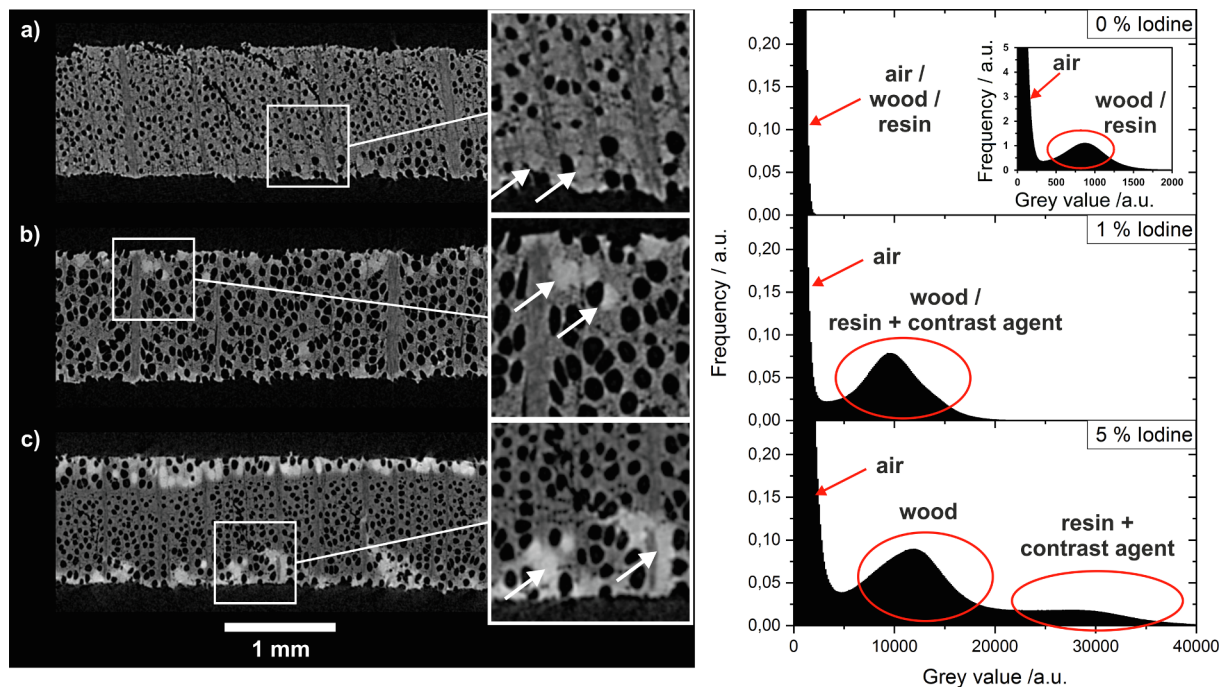 a)
b)
c)
1 mm
0 % Iodine
0,20
0,15
0,10
0,05
0,00
Frequency / a.u.
air /
wood /
resin
5
4
3
2
1
0
Frequency / a.u.
air
wood /
resin
0
500
1000
1500
2000
Grey value /a.u.
1 % Iodine
0,20
0,15
0,10
0,05
0,00
air
wood /
resin + contrast agent
5 % Iodine
0,20
0,15
0,10
0,05
0,00
air
wood
resin +
contrast agent
0
10000
20000
30000
40000
Grey value /a.u.